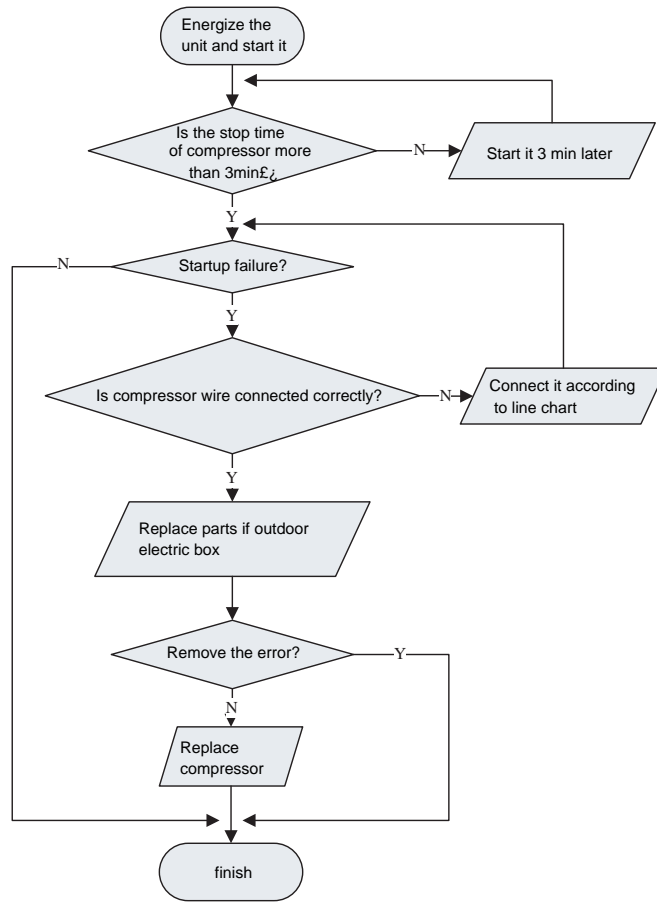 Energize the
unit and start it
Is the stop time
of compressor more
than 3min£¿
N
Start it 3 min later
Y
N
Startup failure?
Y
Is compressor wire connected correctly?
N
Connect it according
to line chart
Y
Replace parts if outdoor
electric box
Remove the error?
Y
N
Replace
compressor
finish